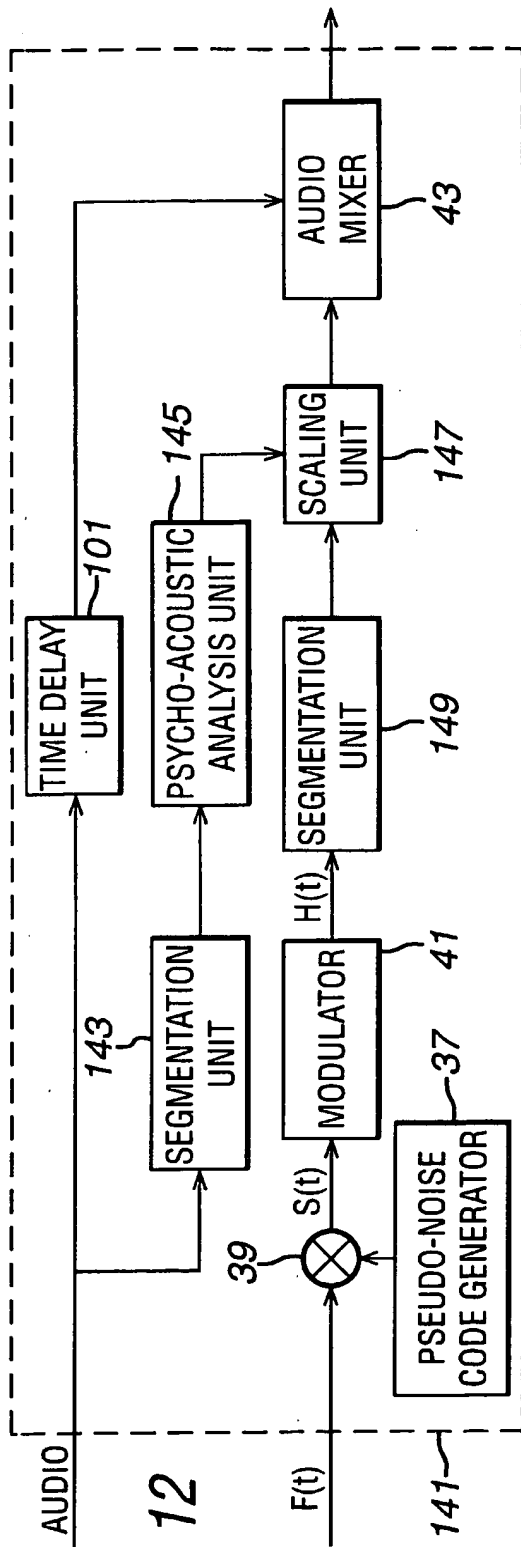 AUDIO
12
F(t)
141
TIME DELAY
UNIT
101
143
SEGMENTATION
UNIT
PSYCHO-ACOUSTIC
ANALYSIS UNIT
145
39
S(t)
MODULATOR
41
H(t)
SEGMENTATION
UNIT
149
SCALING
UNIT
147
AUDIO
MIXER
43
PSEUDO-NOISE
CODE GENERATOR
37